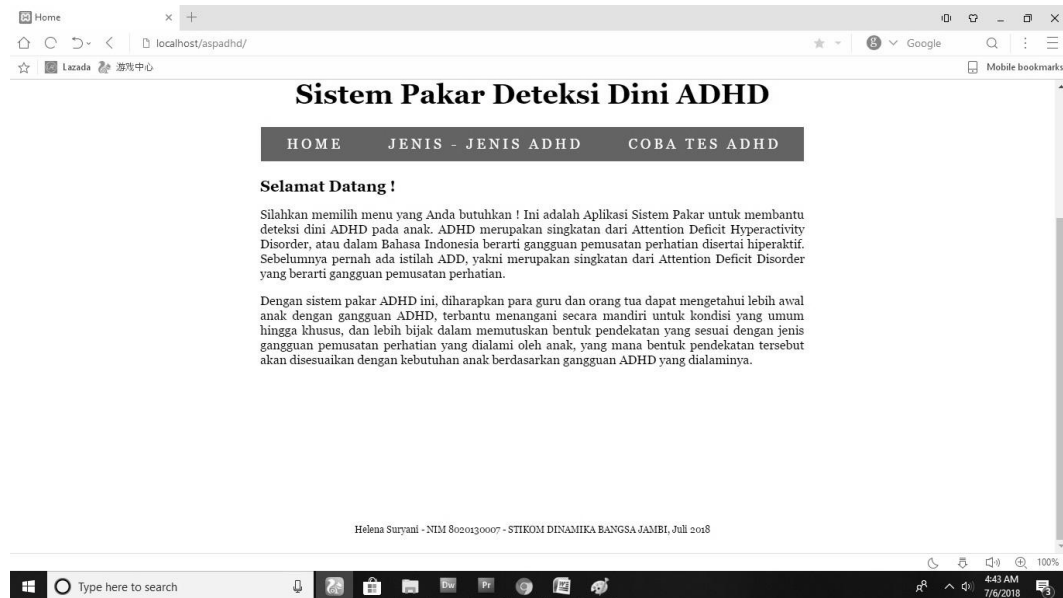 Home
localhost/aspadhd/
Google
Lazada 游戏中心
Mobile bookmarks
Sistem Pakar Deteksi Dini ADHD
HOME JENIS - JENIS ADHD COBA TES ADHD
Selamat Datang !
Silahkan memilih menu yang Anda butuhkan ! Ini adalah Aplikasi Sistem Pakar untuk membantu
deteksi dini ADHD pada anak. ADHD merupakan singkatan dari Attention Deficit Hyperactivity
Disorder, atau dalam Bahasa Indonesia berarti gangguan pemusatan perhatian disertai hiperaktif.
Sebelumnya pernah ada istilah ADD, yakni merupakan singkatan dari Attention Deficit Disorder
yang berarti gangguan pemusatan perhatian.
Dengan sistem pakar ADHD ini, diharapkan para guru dan orang tua dapat mengetahui lebih awal
anak dengan gangguan ADHD, terbantu menangani secara mandiri untuk kondisi yang umum
hingga khusus, dan lebih bijak dalam memutuskan bentuk pendekatan yang sesuai dengan jenis
gangguan pemusatan perhatian yang dialami oleh anak, yang mana bentuk pendekatan tersebut
akan disesuaikan dengan kebutuhan anak berdasarkan gangguan ADHD yang dialaminya.
Helena Suryani - NIM 8020130007 - STIKOM DINAMIKA BANGSA JAMBI, Juli 2018
100%
Type here to search
Dw Pr
4:43 AM
7/6/2018
3